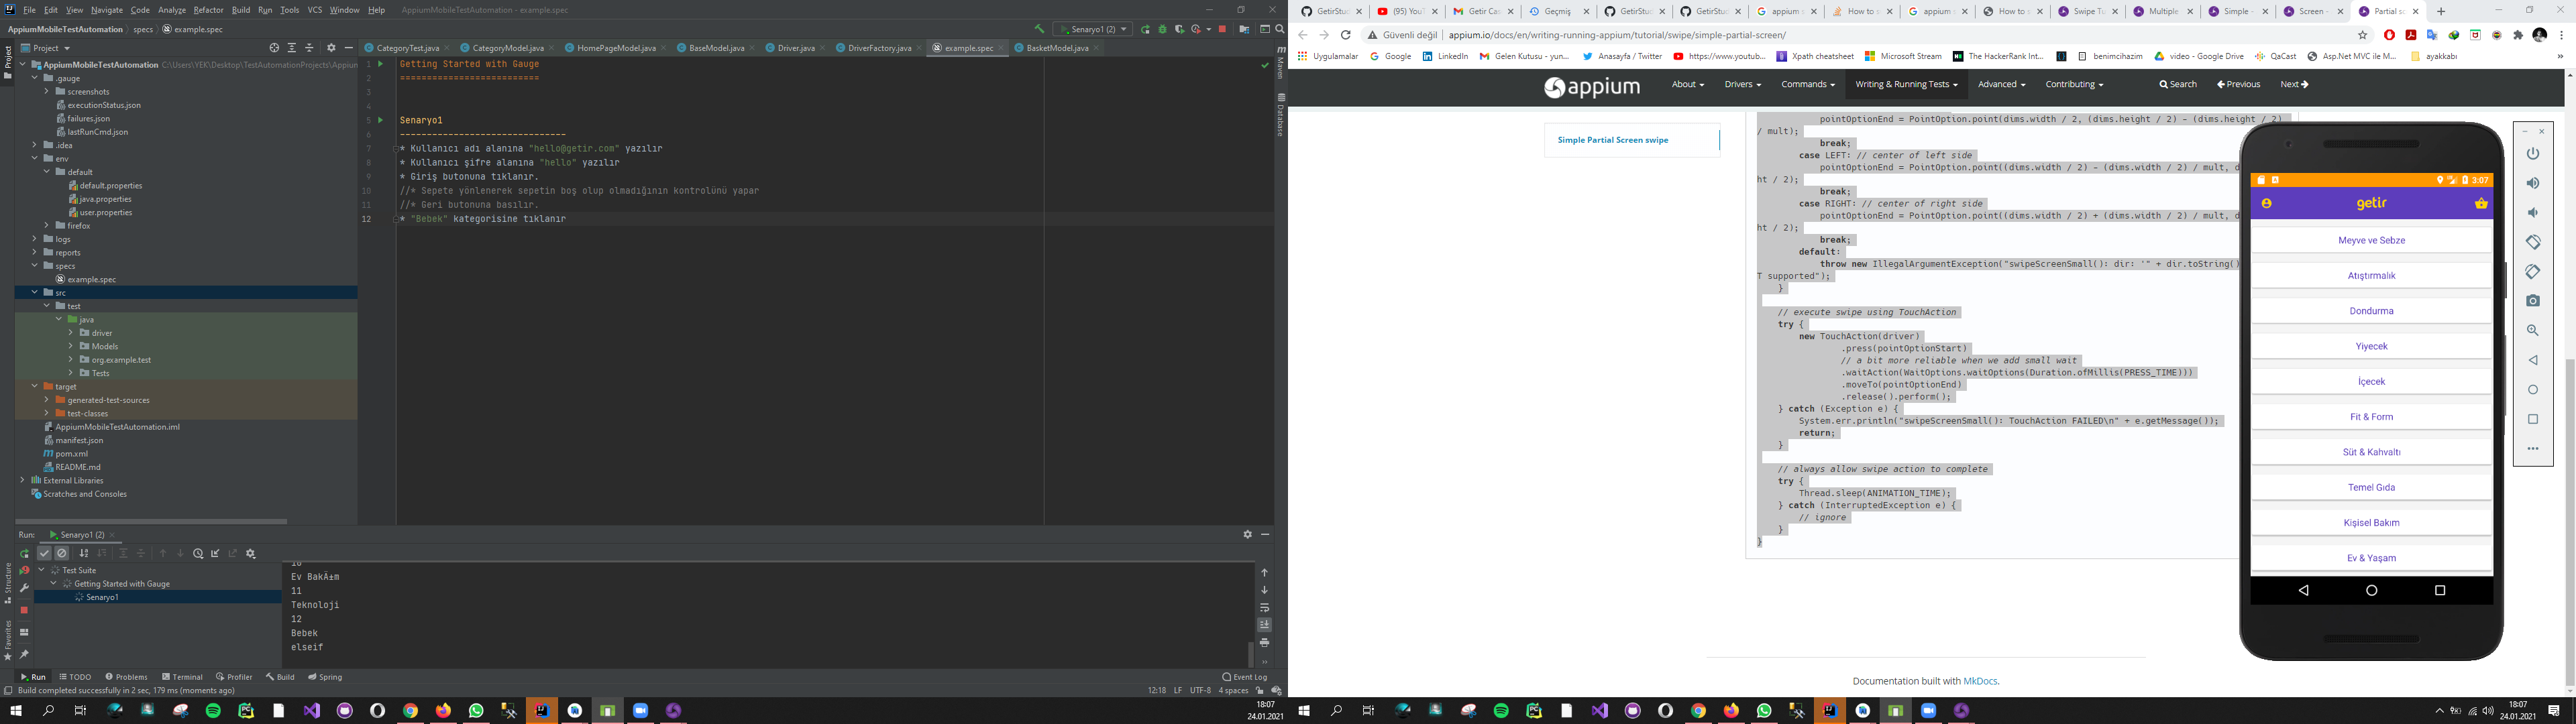 File Edit View Navigate Code Analyze Refactor Build Run Tools VCS Window Help AppiumMobileTestAutomation - example.spec
AppiumMobileTestAutomation specs example.spec
Senaryo1 (2)
Project
CategoryTest.java CategoryModel.java HomePageModel.java BaseModel.java Driver.java DriverFactory.java example.spec BasketModel.java
AppiumMobileTestAutomation C:\Users\YEK\Desktop\TestAutomationProjects\Appium
.gauge
screenshots
executionStatus.json
failures.json
lastRunCmd.json
.idea
env
default
default.properties
java.properties
user.properties
firefox
logs
reports
specs
example.spec
src
test
java
driver
Models
org.example.test
Tests
target
generated-test-sources
test-classes
AppiumMobileTestAutomation.iml
manifest.json
pom.xml
README.md
External Libraries
Scratches and Consoles
1 Getting Started with Gauge
2 ==========================
3
4
5 Senaryo1
6 -------------------------------
7 * Kullanıcı adı alanına "hello@getir.com" yazılır
8 * Kullanıcı şifre alanına "hello" yazılır
9 * Giriş butonuna tıklanır.
10 //* Sepete yönlenerek sepetin boş olup olmadığının kontrolünü yapar
11 //* Geri butonuna basılır.
12 * "Bebek" kategorisine tıklanır
Maven
Database
Structure
Favorites
Run: Senaryo1 (2)
Test Suite
Getting Started with Gauge
Senaryo1
10
Ev BakÄ±m
11
Teknoloji
12
Bebek
elseif
Run TODO Problems Terminal Profiler Build Spring Event Log
Build completed successfully in 2 sec, 179 ms (moments ago) 12:18 LF UTF-8 4 spaces
18:07
24.01.2021
GetirStud (95) YouT Getir Cas Geçmiş GetirStud GetirStud appium s How to s appium s How to s Swipe Tu Multiple Simple - Screen - Partial sc
Güvenli değil appium.io/docs/en/writing-running-appium/tutorial/swipe/simple-partial-screen/
Uygulamalar Google LinkedIn Gelen Kutusu - yun... Anasayfa / Twitter https://www.youtub... Xpath cheatsheet Microsoft Stream The HackerRank Int... benimcihazim video - Google Drive QaCast Asp.Net MVC ile M... ayakkabı
appium About Drivers Commands Writing & Running Tests Advanced Contributing Search Previous Next
Simple Partial Screen swipe
pointOptionEnd = PointOption.point(dims.width / 2, (dims.height / 2) - (dims.height / 2)
/ mult);
break;
case LEFT: // center of left side
pointOptionEnd = PointOption.point((dims.width / 2) - (dims.width / 2) / mult, d
ht / 2);
break;
case RIGHT: // center of right side
pointOptionEnd = PointOption.point((dims.width / 2) + (dims.width / 2) / mult, d
ht / 2);
break;
default:
throw new IllegalArgumentException("swipeScreenSmall(): dir: '" + dir.toString()
T supported");
}
// execute swipe using TouchAction
try {
new TouchAction(driver)
.press(pointOptionStart)
// a bit more reliable when we add small wait
.waitAction(WaitOptions.waitOptions(Duration.ofMillis(PRESS_TIME)))
.moveTo(pointOptionEnd)
.release().perform();
} catch (Exception e) {
System.err.println("swipeScreenSmall(): TouchAction FAILED\n" + e.getMessage());
return;
}
// always allow swipe action to complete
try {
Thread.sleep(ANIMATION_TIME);
} catch (InterruptedException e) {
// ignore
}
}
Documentation built with MkDocs.
3:07
getir
Meyve ve Sebze
Atıştırmalık
Dondurma
Yiyecek
İçecek
Fit & Form
Süt & Kahvaltı
Temel Gıda
Kişisel Bakım
Ev & Yaşam
18:07
24.01.2021